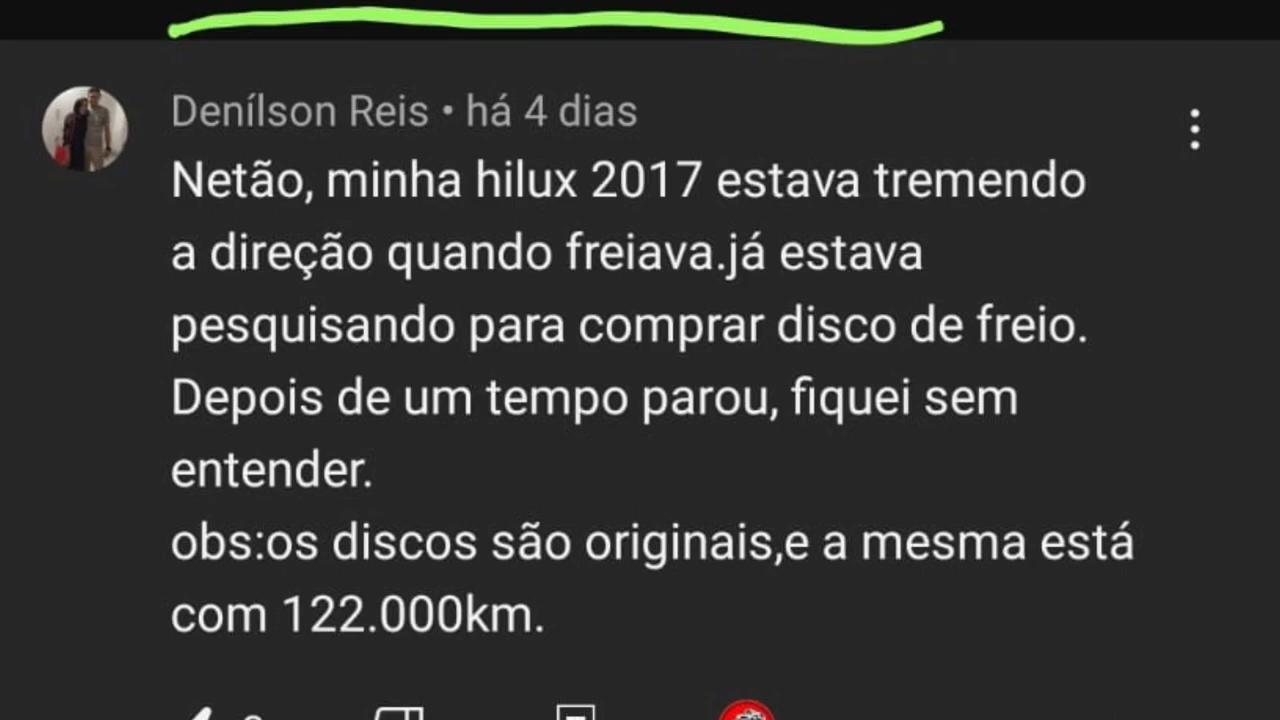 Denílson Reis • há 4 dias
Netão, minha hilux 2017 estava tremendo
a direção quando freiava.já estava
pesquisando para comprar disco de freio.
Depois de um tempo parou, fiquei sem
entender.
obs:os discos são originais,e a mesma está
com 122.000km.